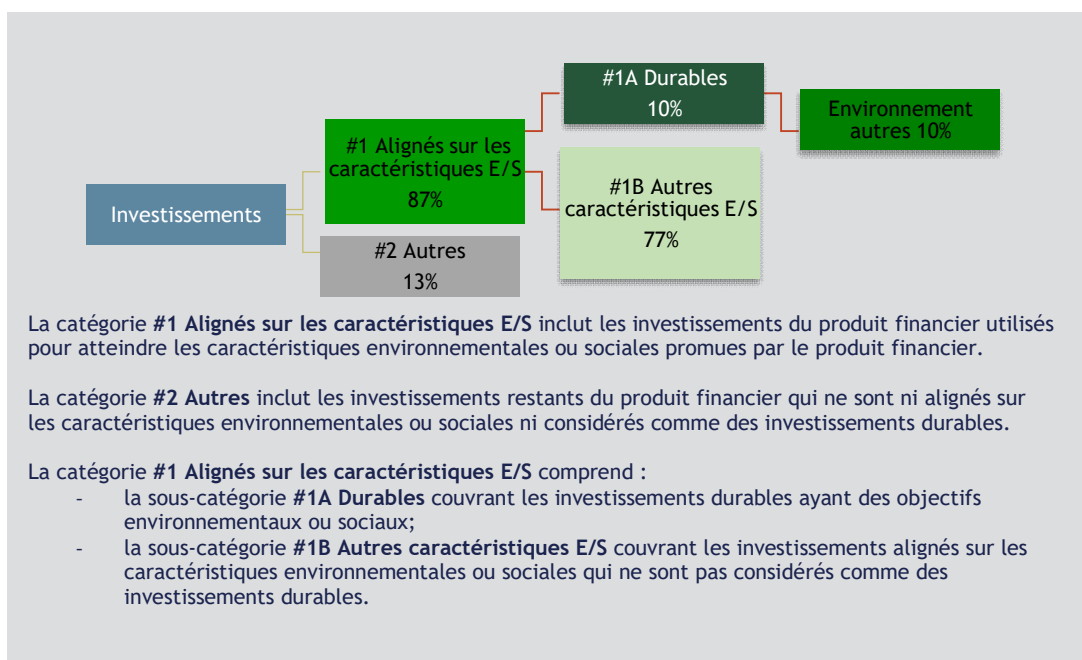 #1A Durables
10%
Environnement
autres 10%
#1 Alignés sur les
caractéristiques E/S
87%
#1B Autres
caractéristiques E/S
77%
Investissements
#2 Autres
13%
La catégorie #1 Alignés sur les caractéristiques E/S inclut les investissements du produit financier utilisés
pour atteindre les caractéristiques environnementales ou sociales promues par le produit financier.
La catégorie #2 Autres inclut les investissements restants du produit financier qui ne sont ni alignés sur
les caractéristiques environnementales ou sociales ni considérés comme des investissements durables.
La catégorie #1 Alignés sur les caractéristiques E/S comprend :
- la sous-catégorie #1A Durables couvrant les investissements durables ayant des objectifs
environnementaux ou sociaux;
- la sous-catégorie #1B Autres caractéristiques E/S couvrant les investissements alignés sur les
caractéristiques environnementales ou sociales qui ne sont pas considérés comme des
investissements durables.